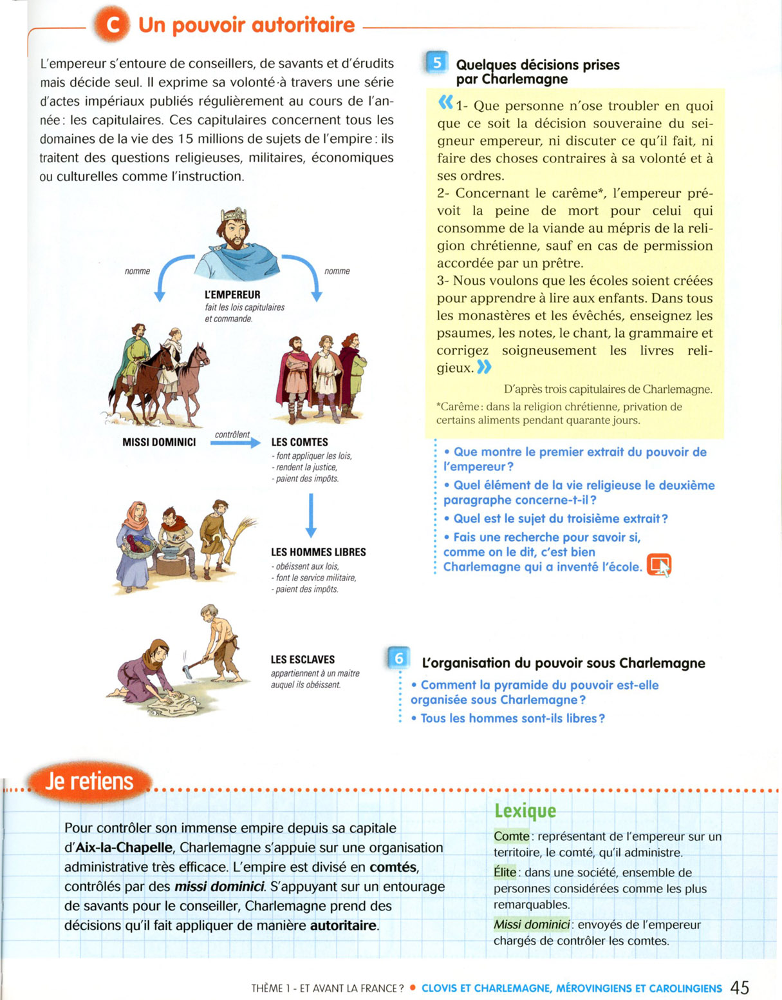 C Un pouvoir autoritaire
L'empereur s'entoure de conseillers, de savants et d'érudits
mais décide seul. Il exprime sa volonté à travers une série
d'actes impériaux publiés régulièrement au cours de l'an-
née : les capitulaires. Ces capitulaires concernent tous les
domaines de la vie des 15 millions de sujets de l'empire : ils
traitent des questions religieuses, militaires, économiques
ou culturelles comme l'instruction.
nomme
nomme
L'EMPEREUR
fait les lois capitulaires
et commande.
MISSI DOMINICI
contrôlent
LES COMTES
- font appliquer les lois,
- rendent la justice,
- paient des impôts.
LES HOMMES LIBRES
- obéissent aux lois,
- font le service militaire,
- paient des impôts.
LES ESCLAVES
appartiennent à un maitre
auquel ils obéissent.
5 Quelques décisions prises
par Charlemagne
« 1- Que personne n'ose troubler en quoi
que ce soit la décision souveraine du sei-
gneur empereur, ni discuter ce qu'il fait, ni
faire des choses contraires à sa volonté et à
ses ordres.
2- Concernant le carême*, l'empereur pré-
voit la peine de mort pour celui qui
consomme de la viande au mépris de la reli-
gion chrétienne, sauf en cas de permission
accordée par un prêtre.
3- Nous voulons que les écoles soient créées
pour apprendre à lire aux enfants. Dans tous
les monastères et les évêchés, enseignez les
psaumes, les notes, le chant, la grammaire et
corrigez soigneusement les livres reli-
gieux. »
D'après trois capitulaires de Charlemagne.
*Carême : dans la religion chrétienne, privation de
certains aliments pendant quarante jours.
• Que montre le premier extrait du pouvoir de
l'empereur ?
• Quel élément de la vie religieuse le deuxième
paragraphe concerne-t-il ?
• Quel est le sujet du troisième extrait ?
• Fais une recherche pour savoir si,
comme on le dit, c'est bien
Charlemagne qui a inventé l'école.
6 L'organisation du pouvoir sous Charlemagne
• Comment la pyramide du pouvoir est-elle
organisée sous Charlemagne ?
• Tous les hommes sont-ils libres ?
Je retiens
Pour contrôler son immense empire depuis sa capitale
d'Aix-la-Chapelle, Charlemagne s'appuie sur une organisation
administrative très efficace. L'empire est divisé en comtés,
contrôlés par des missi dominici. S'appuyant sur un entourage
de savants pour le conseiller, Charlemagne prend des
décisions qu'il fait appliquer de manière autoritaire.
Lexique
Comte : représentant de l'empereur sur un
territoire, le comté, qu'il administre.
Élite : dans une société, ensemble de
personnes considérées comme les plus
remarquables.
Missi dominici : envoyés de l'empereur
chargés de contrôler les comtes.
THÈME 1 - ET AVANT LA FRANCE ? • CLOVIS ET CHARLEMAGNE, MÉROVINGIENS ET CAROLINGIENS 45